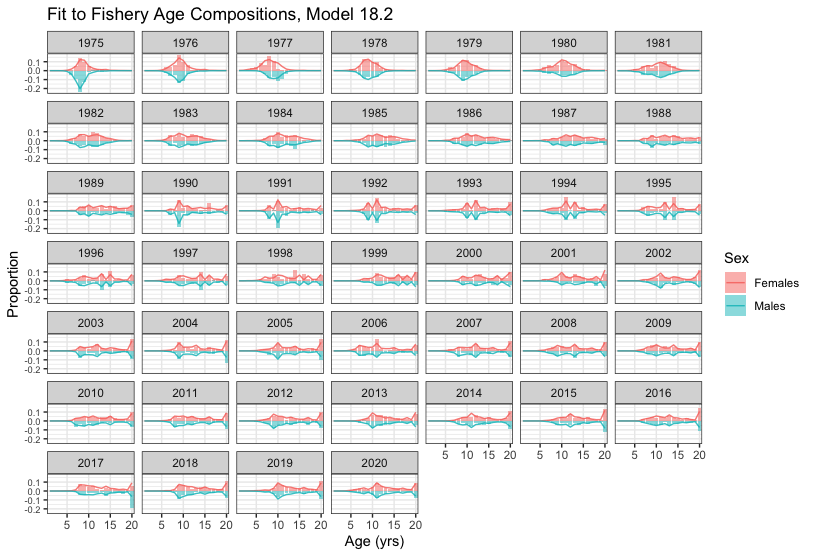 Fit to Fishery Age Compositions, Model 18.2
1975 1976 1977 1978 1979 1980 1981
0.1
0.0
-0.1
-0.2
1982 1983 1984 1985 1986 1987 1988
0.1
0.0
-0.1
-0.2
1989 1990 1991 1992 1993 1994 1995
0.1
0.0
-0.1
-0.2
1996 1997 1998 1999 2000 2001 2002
0.1
0.0
-0.1
-0.2
2003 2004 2005 2006 2007 2008 2009
0.1
0.0
-0.1
-0.2
2010 2011 2012 2013 2014 2015 2016
0.1
0.0
-0.1
-0.2
5 10 15 20 5 10 15 20 5 10 15 20
2017 2018 2019 2020
0.1
0.0
-0.1
-0.2
5 10 15 20 5 10 15 20 5 10 15 20 5 10 15 20
Age (yrs)
Proportion
Sex
Females
Males